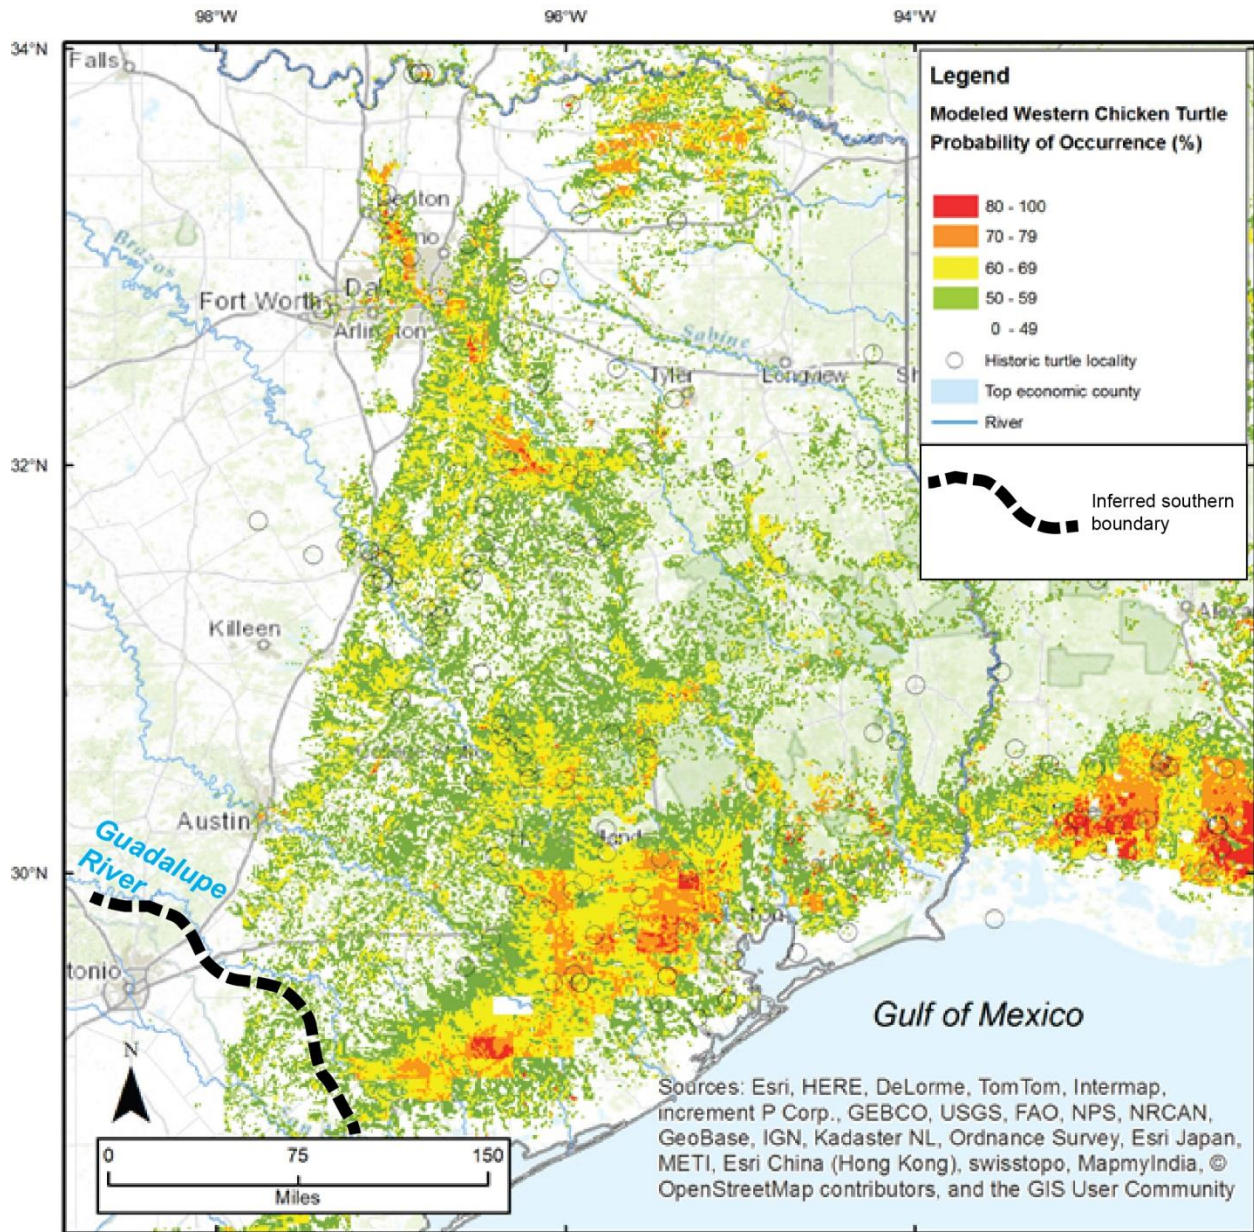 98°W
96°W
94°W
34°N
Falls
Legend
Modeled Western Chicken Turtle
Probability of Occurrence (%)
80 - 100
70 - 79
60 - 69
50 - 59
0 - 49
Historic turtle locality
Top economic county
River
Inferred southern
boundary
Denton
Brazos
Fort Worth
Dal
Arlington
Sabine
Tyler
Longview
Sh
32°N
Killeen
Austin
Guadalupe
River
30°N
tonio
Gulf of Mexico
N
0 75 150
Miles
Sources: Esri, HERE, DeLorme, TomTom, Intermap,
increment P Corp., GEBCO, USGS, FAO, NPS, NRCAN,
GeoBase, IGN, Kadaster NL, Ordnance Survey, Esri Japan,
METI, Esri China (Hong Kong), swisstopo, MapmyIndia, ©
OpenStreetMap contributors, and the GIS User Community